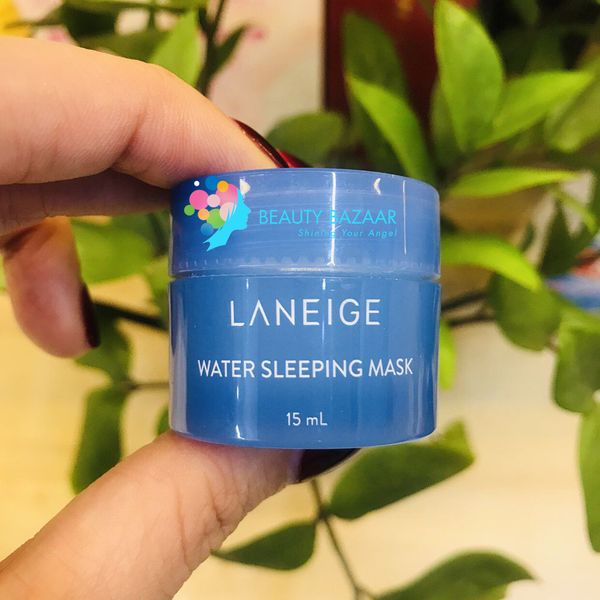 BEAUTY BAZAAR
Shining Your Angel
LANEIGE
WATER SLEEPING MASK
15 mL